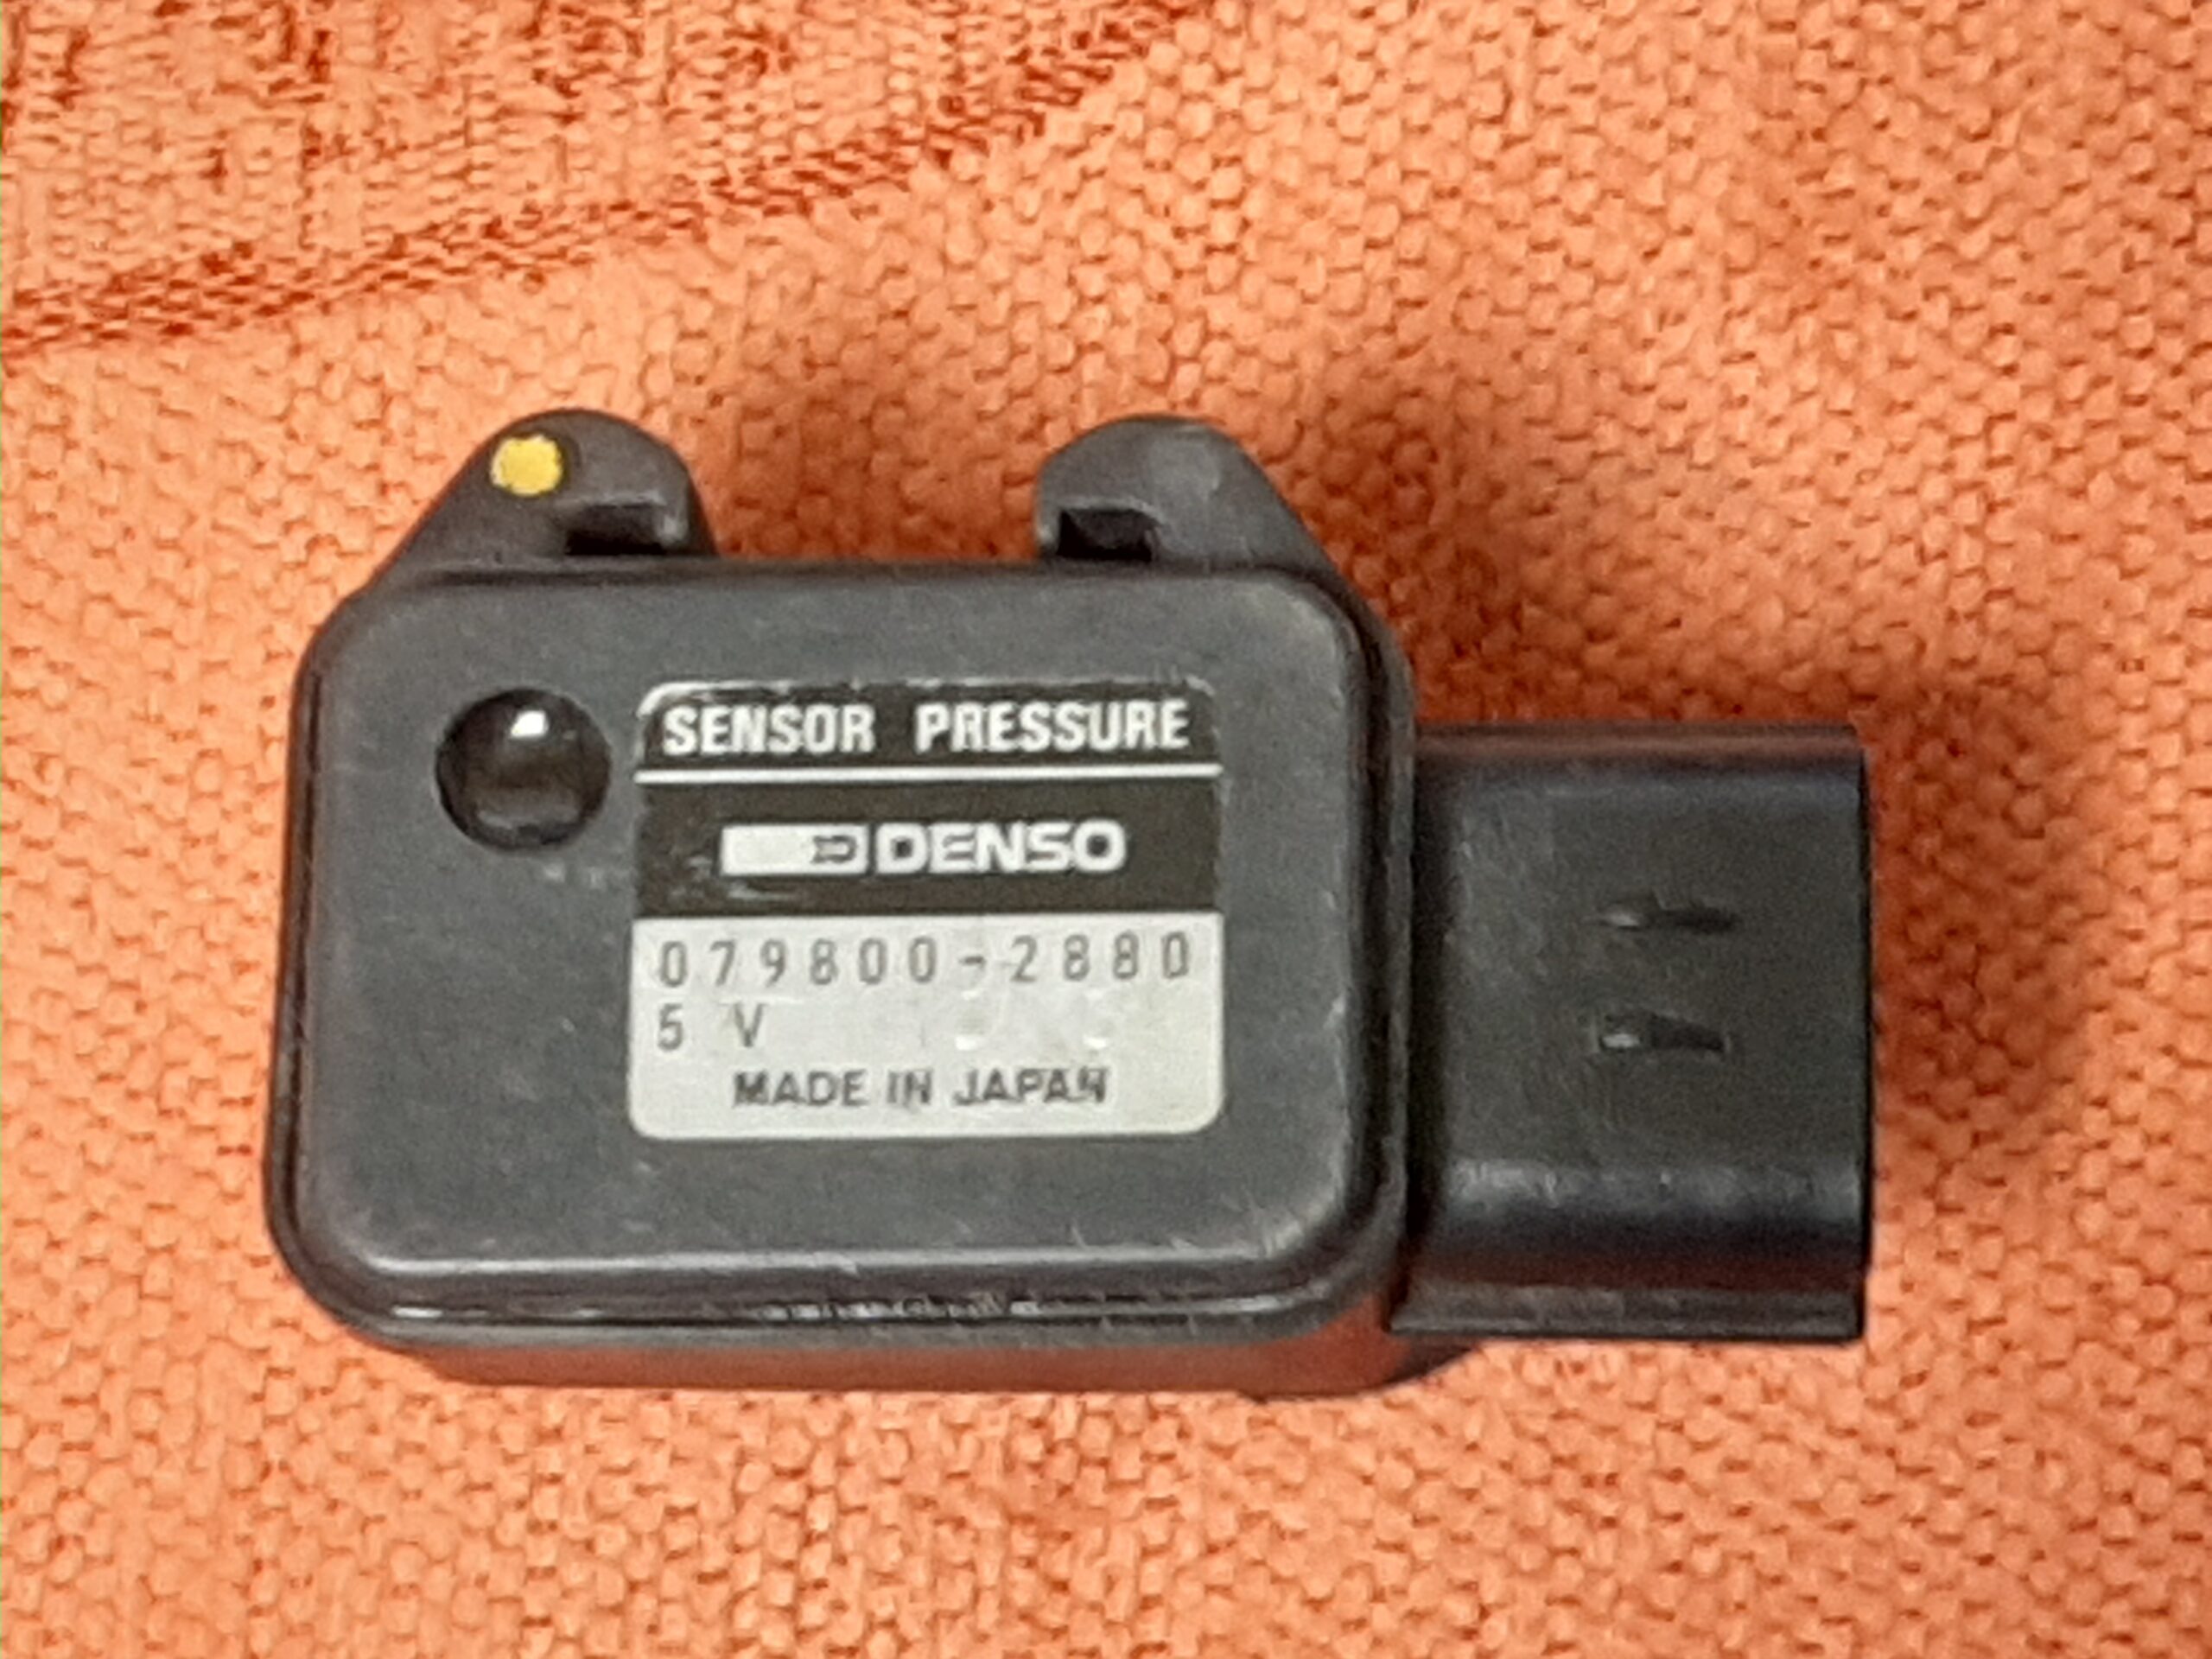 SENSOR PRESSURE
DENSO
079800-2880
5 V
MADE IN JAPAN